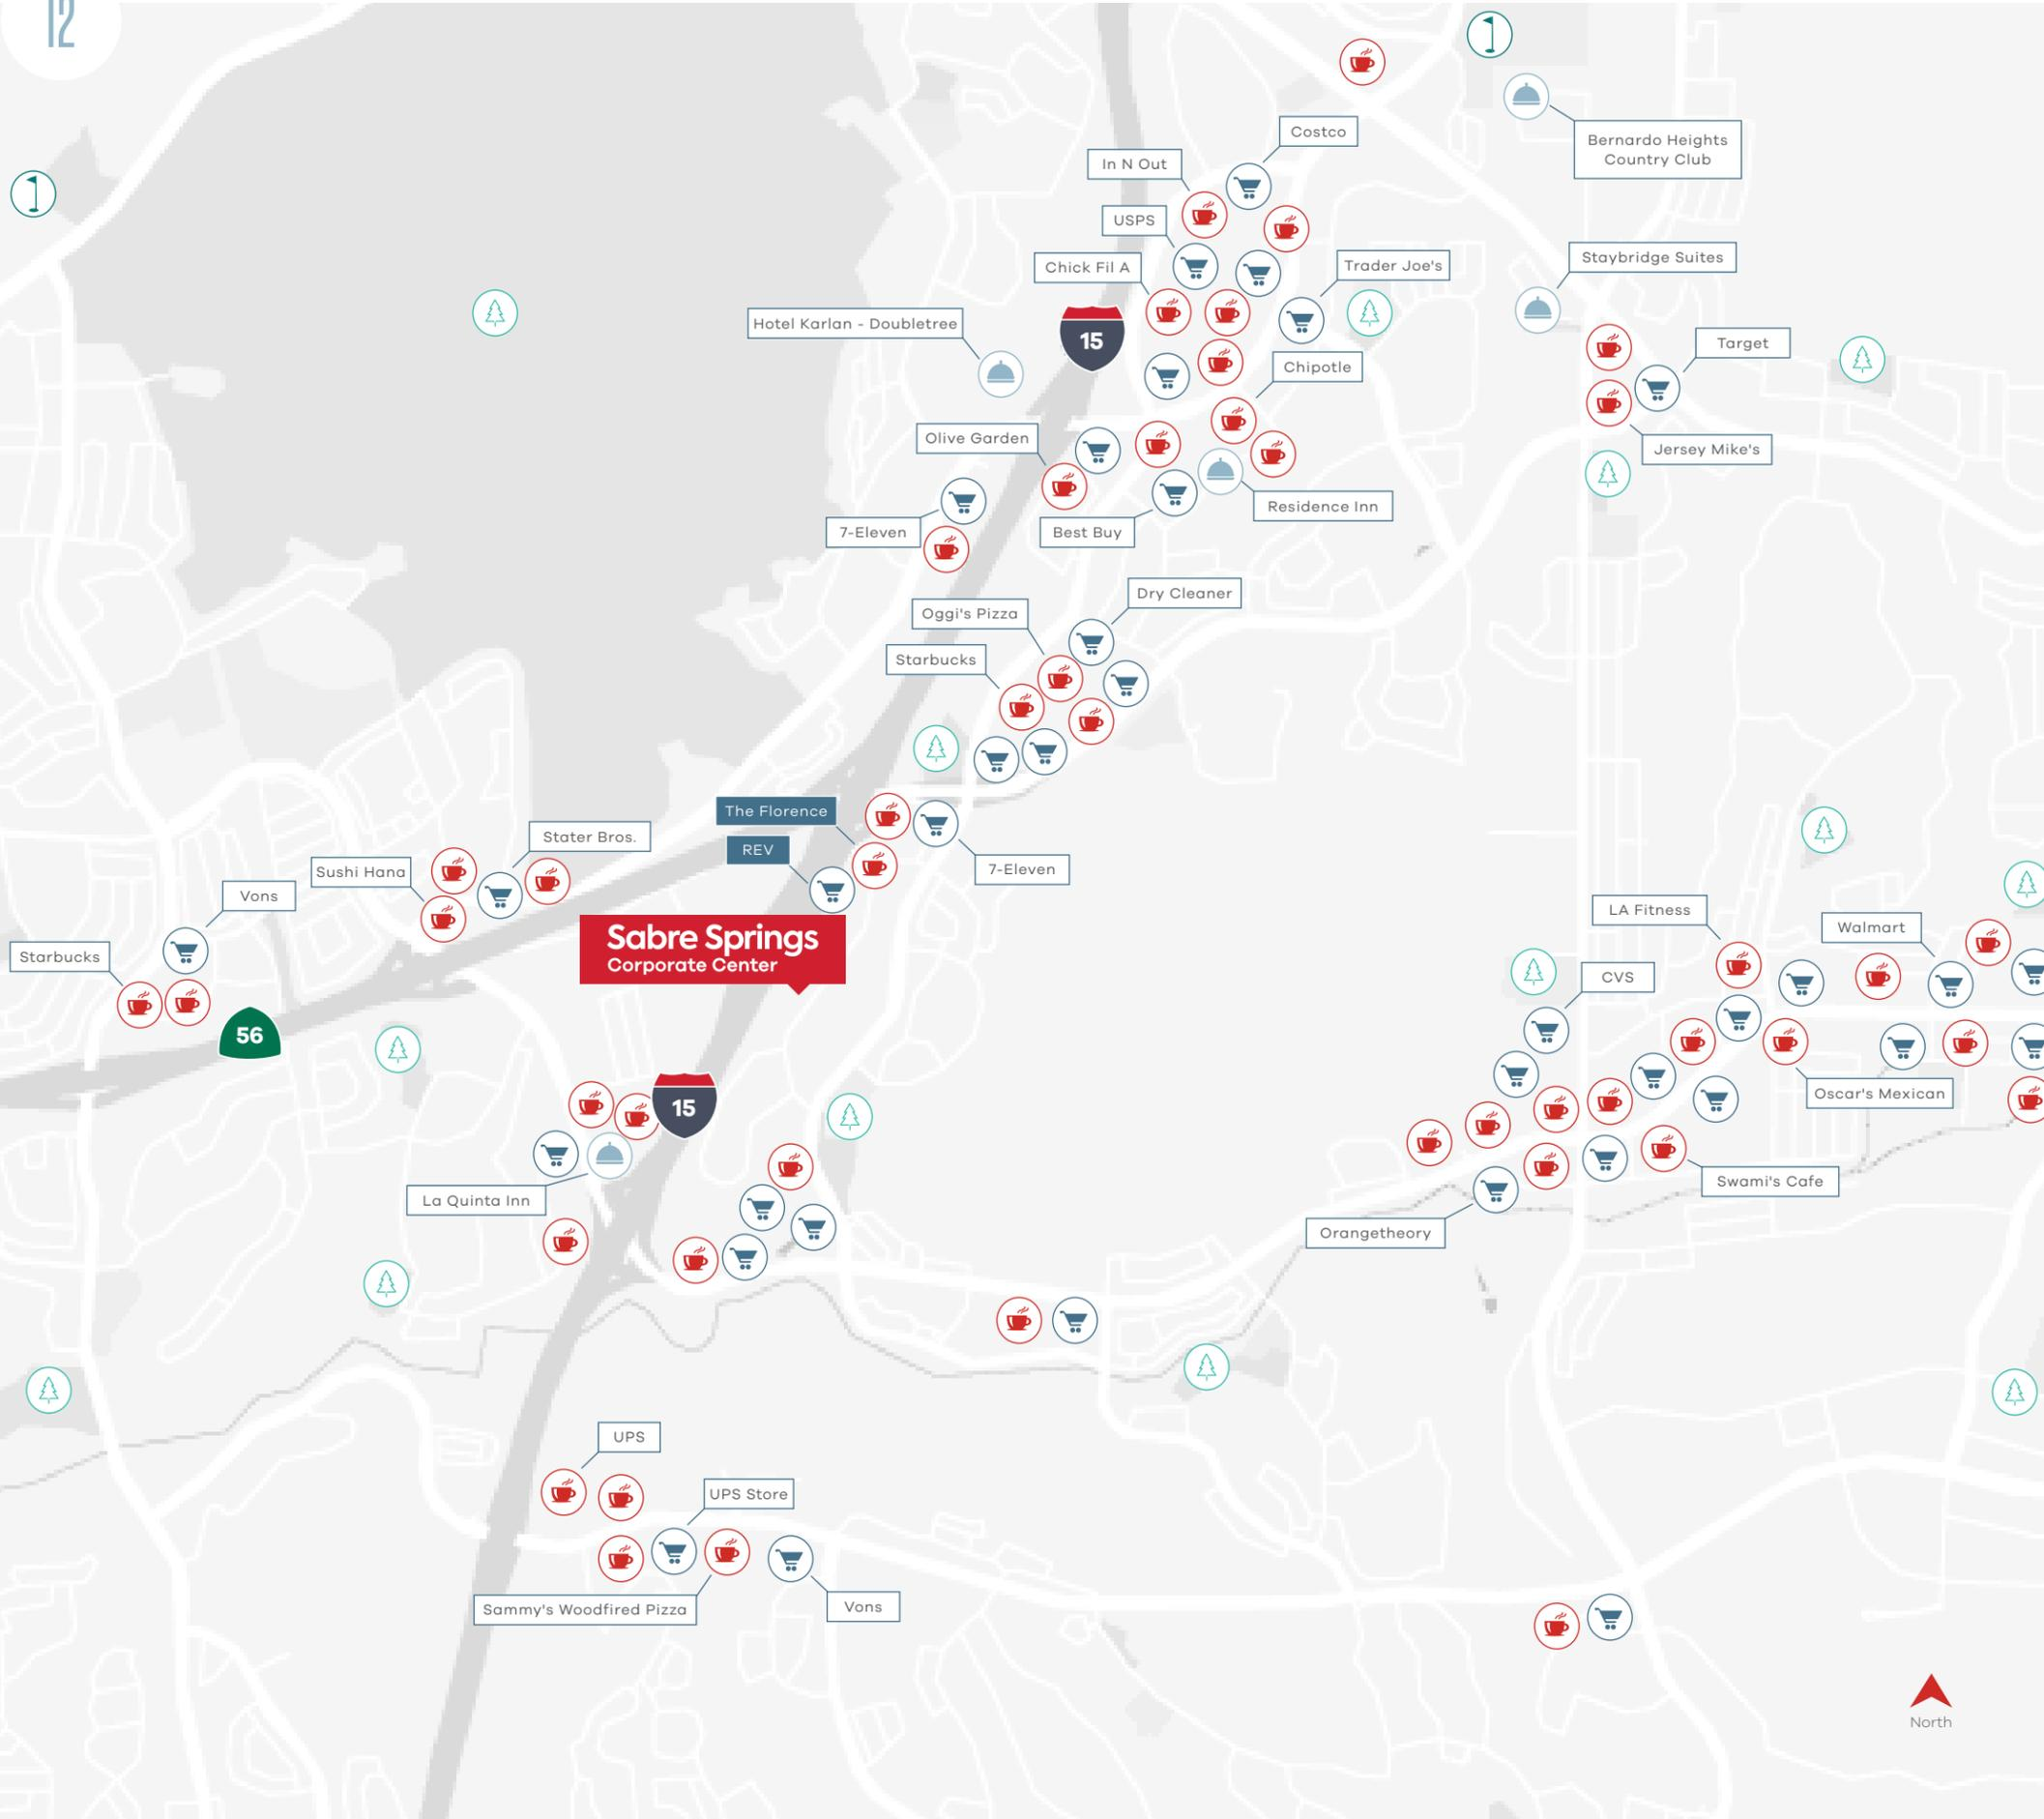 12
Costco
Bernardo Heights
Country Club
In N Out
USPS
Chick Fil A
Trader Joe's
Staybridge Suites
Hotel Karlan - Doubletree
15
Target
Chipotle
Olive Garden
Jersey Mike's
Residence Inn
7-Eleven
Best Buy
Dry Cleaner
Oggi's Pizza
Starbucks
The Florence
Stater Bros.
REV
Sushi Hana
7-Eleven
Vons
LA Fitness
Walmart
Sabre Springs
Corporate Center
Starbucks
CVS
56
Oscar's Mexican
15
Swami's Cafe
La Quinta Inn
Orangetheory
UPS
UPS Store
Sammy's Woodfired Pizza
Vons
North